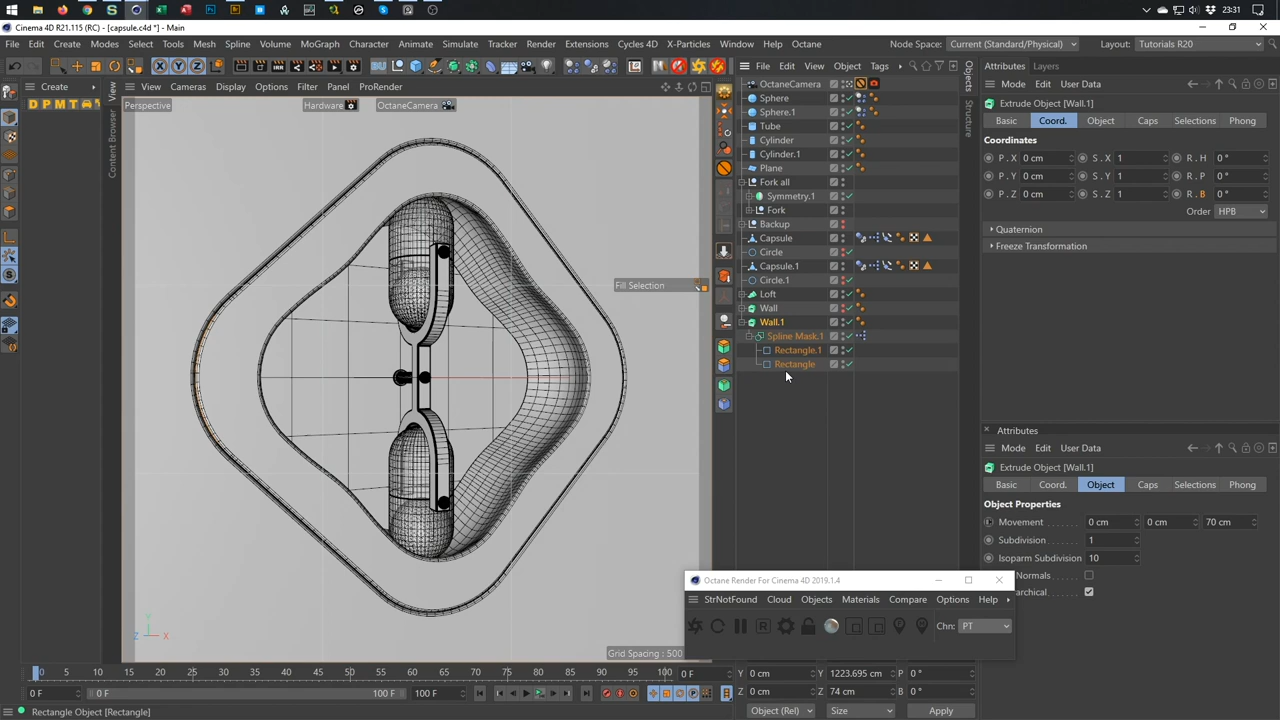 23:31
Cinema 4D R21.115 (RC) - [capsule.c4d *] - Main
File Edit Create Modes Select Tools Mesh Spline Volume MoGraph Character Animate Simulate Tracker Render Extensions Cycles 4D X-Particles Window Help Octane Node Space: Current (Standard/Physical) Layout: Tutorials R20
Create View Cameras Display Options Filter Panel ProRender File Edit View Object Tags Attributes Layers
Perspective Hardware OctaneCamera
View
Content Browser
Objects
Structure
D P M T
OctaneCamera
Sphere
Sphere.1
Tube
Cylinder
Cylinder.1
Plane
Fork all
Symmetry.1
Fork
Backup
Capsule
Circle
Capsule.1
Circle.1
Loft
Wall
Wall.1
Spline Mask.1
Rectangle.1
Rectangle
Fill Selection
Mode Edit User Data
Extrude Object [Wall.1]
Basic Coord. Object Caps Selections Phong
Coordinates
P . X 0 cm S . X 1 R . H 0 °
P . Y 0 cm S . Y 1 R . P 0 °
P . Z 0 cm S . Z 1 R . B 0 °
Order HPB
Quaternion
Freeze Transformation
Attributes
Mode Edit User Data
Extrude Object [Wall.1]
Basic Coord. Object Caps Selections Phong
Object Properties
Movement 0 cm 0 cm 70 cm
Subdivision 1
Isoparm Subdivision 10
Normals
archical
Octane Render For Cinema 4D 2019.1.4
StrNotFound Cloud Objects Materials Compare Options Help
Chn: PT
Y
Z X
Grid Spacing : 500
0 5 10 15 20 25 30 35 40 45 50 55 60 65 70 75 80 85 90 95 100 0 F
0 F 0 F 100 F 100 F
Y 0 cm Y 1223.695 cm P 0 °
Z 0 cm Z 74 cm B 0 °
Object (Rel) Size Apply
Rectangle Object [Rectangle]